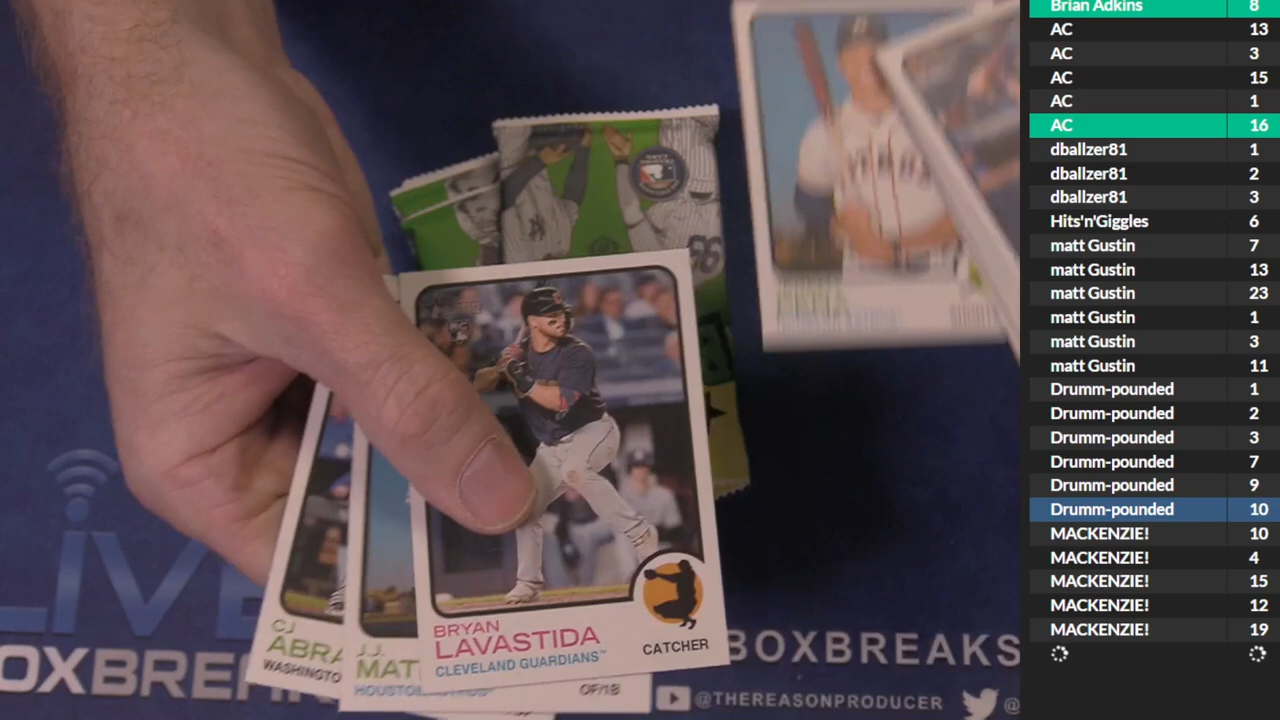 BRYAN
LAVASTIDA
CLEVELAND GUARDIANS™
CATCHER
CJ
ABRA
WASHINGTO
J.J.
MAT
HOUSTO
OF/1B
RC
66
LIVE
OXBREA
BOXBREAKS
@THEREASONPRODUCER
@
Brian Adkins 8
AC 13
AC 3
AC 15
AC 1
AC 16
dballzer81 1
dballzer81 2
dballzer81 3
Hits'n'Giggles 6
matt Gustin 7
matt Gustin 13
matt Gustin 23
matt Gustin 1
matt Gustin 3
matt Gustin 11
Drumm-pounded 1
Drumm-pounded 2
Drumm-pounded 3
Drumm-pounded 7
Drumm-pounded 9
Drumm-pounded 10
MACKENZIE! 10
MACKENZIE! 4
MACKENZIE! 15
MACKENZIE! 12
MACKENZIE! 19